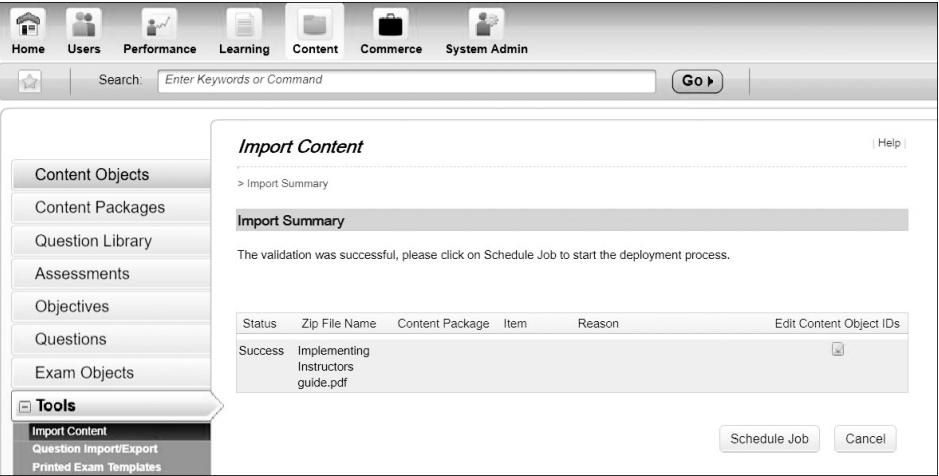 Home Users Performance Learning Content Commerce System Admin
Search: Enter Keywords or Command Go
Import Content
| Help |
Content Objects
> Import Summary
Content Packages
Import Summary
Question Library
The validation was successful, please click on Schedule Job to start the deployment process.
Assessments
Objectives
Status Zip File Name Content Package Item Reason Edit Content Object IDs
Questions
Success Implementing
Instructors
guide.pdf
Exam Objects
Tools
Import Content
Question Import/Export
Printed Exam Templates
Schedule Job Cancel